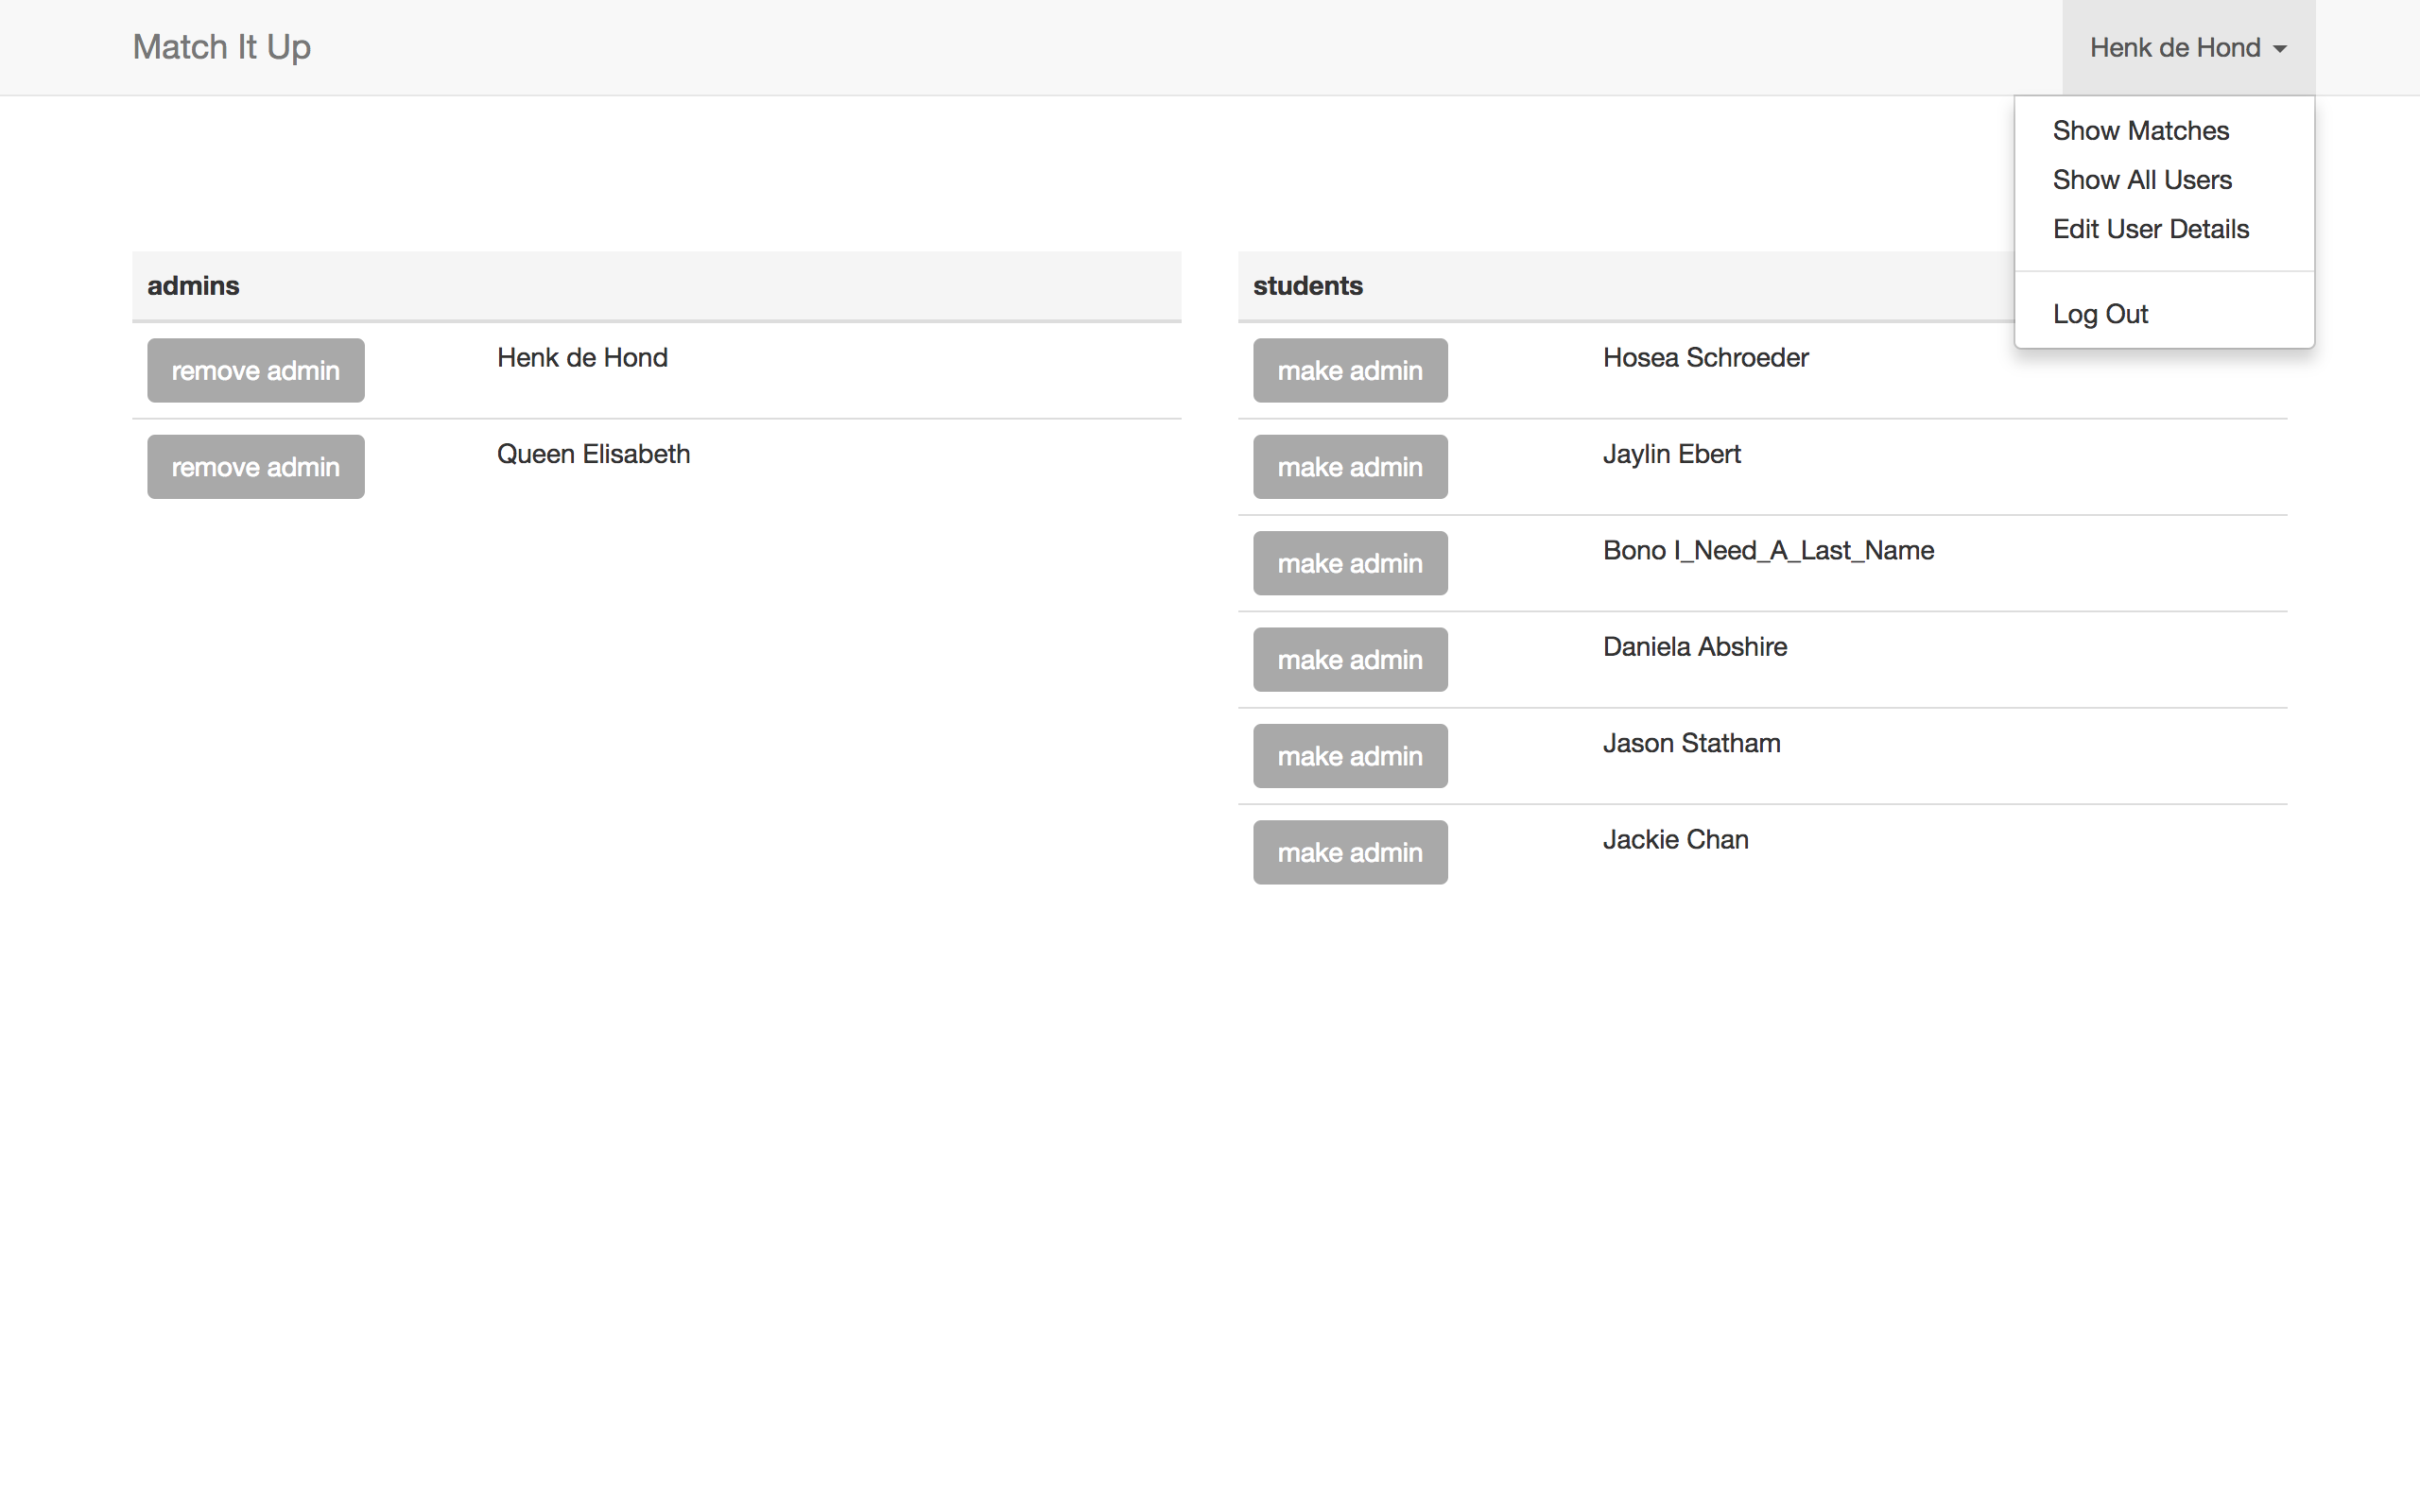 Match It Up
Henk de Hond
Show Matches
Show All Users
Edit User Details
Log Out
admins
remove admin Henk de Hond
remove admin Queen Elisabeth
students
make admin Hosea Schroeder
make admin Jaylin Ebert
make admin Bono I_Need_A_Last_Name
make admin Daniela Abshire
make admin Jason Statham
make admin Jackie Chan